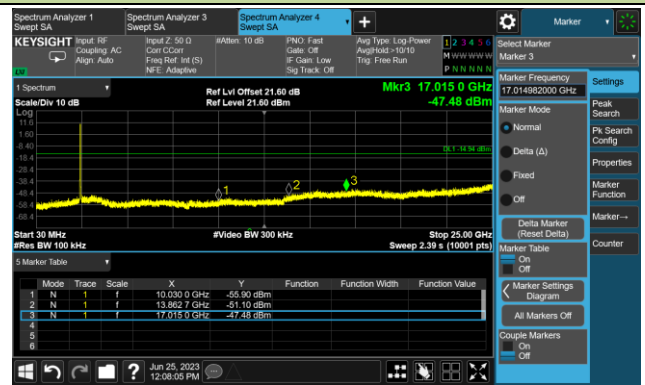 Spectrum Analyzer 1
Swept SA
Spectrum Analyzer 3
Swept SA
Spectrum Analyzer 4
Swept SA
Marker
KEYSIGHT
Input: RF
Coupling: AC
Align: Auto
Input Z: 50 Ω
Corr CCorr
Freq Ref: Int (S)
NFE: Adaptive
#Atten: 10 dB
PNO: Fast
Gate: Off
IF Gain: Low
Sig Track: Off
Avg Type: Log-Power
Avg|Hold:>10/10
Trig: Free Run
1 2 3 4 5 6
M W W W W W
P N N N N N
LXI
Select Marker
Marker 3
1 Spectrum
Scale/Div 10 dB
Log
Ref Lvl Offset 21.60 dB
Ref Level 21.60 dBm
Mkr3 17.015 0 GHz
-47.48 dBm
11.6
1.60
-8.40
-18.4
-28.4
-38.4
-48.4
-58.4
-68.4
DL1 -14.94 dBm
1
2
3
Start 30 MHz
#Res BW 100 kHz
#Video BW 300 kHz
Stop 25.00 GHz
Sweep 2.39 s (10001 pts)
5 Marker Table
Mode Trace Scale X Y Function Function Width Function Value
1 N 1 f 10.030 0 GHz -55.90 dBm
2 N 1 f 13.862 7 GHz -51.10 dBm
3 N 1 f 17.015 0 GHz -47.48 dBm
4
5
6
Marker Frequency
17.014982000 GHz
Marker Mode
Normal
Delta (Δ)
Fixed
Off
Delta Marker
(Reset Delta)
Marker Table
On
Off
Marker Settings
Diagram
All Markers Off
Couple Markers
On
Off
Settings
Peak
Search
Pk Search
Config
Properties
Marker
Function
Marker→
Counter
?
Jun 25, 2023
12:08:05 PM